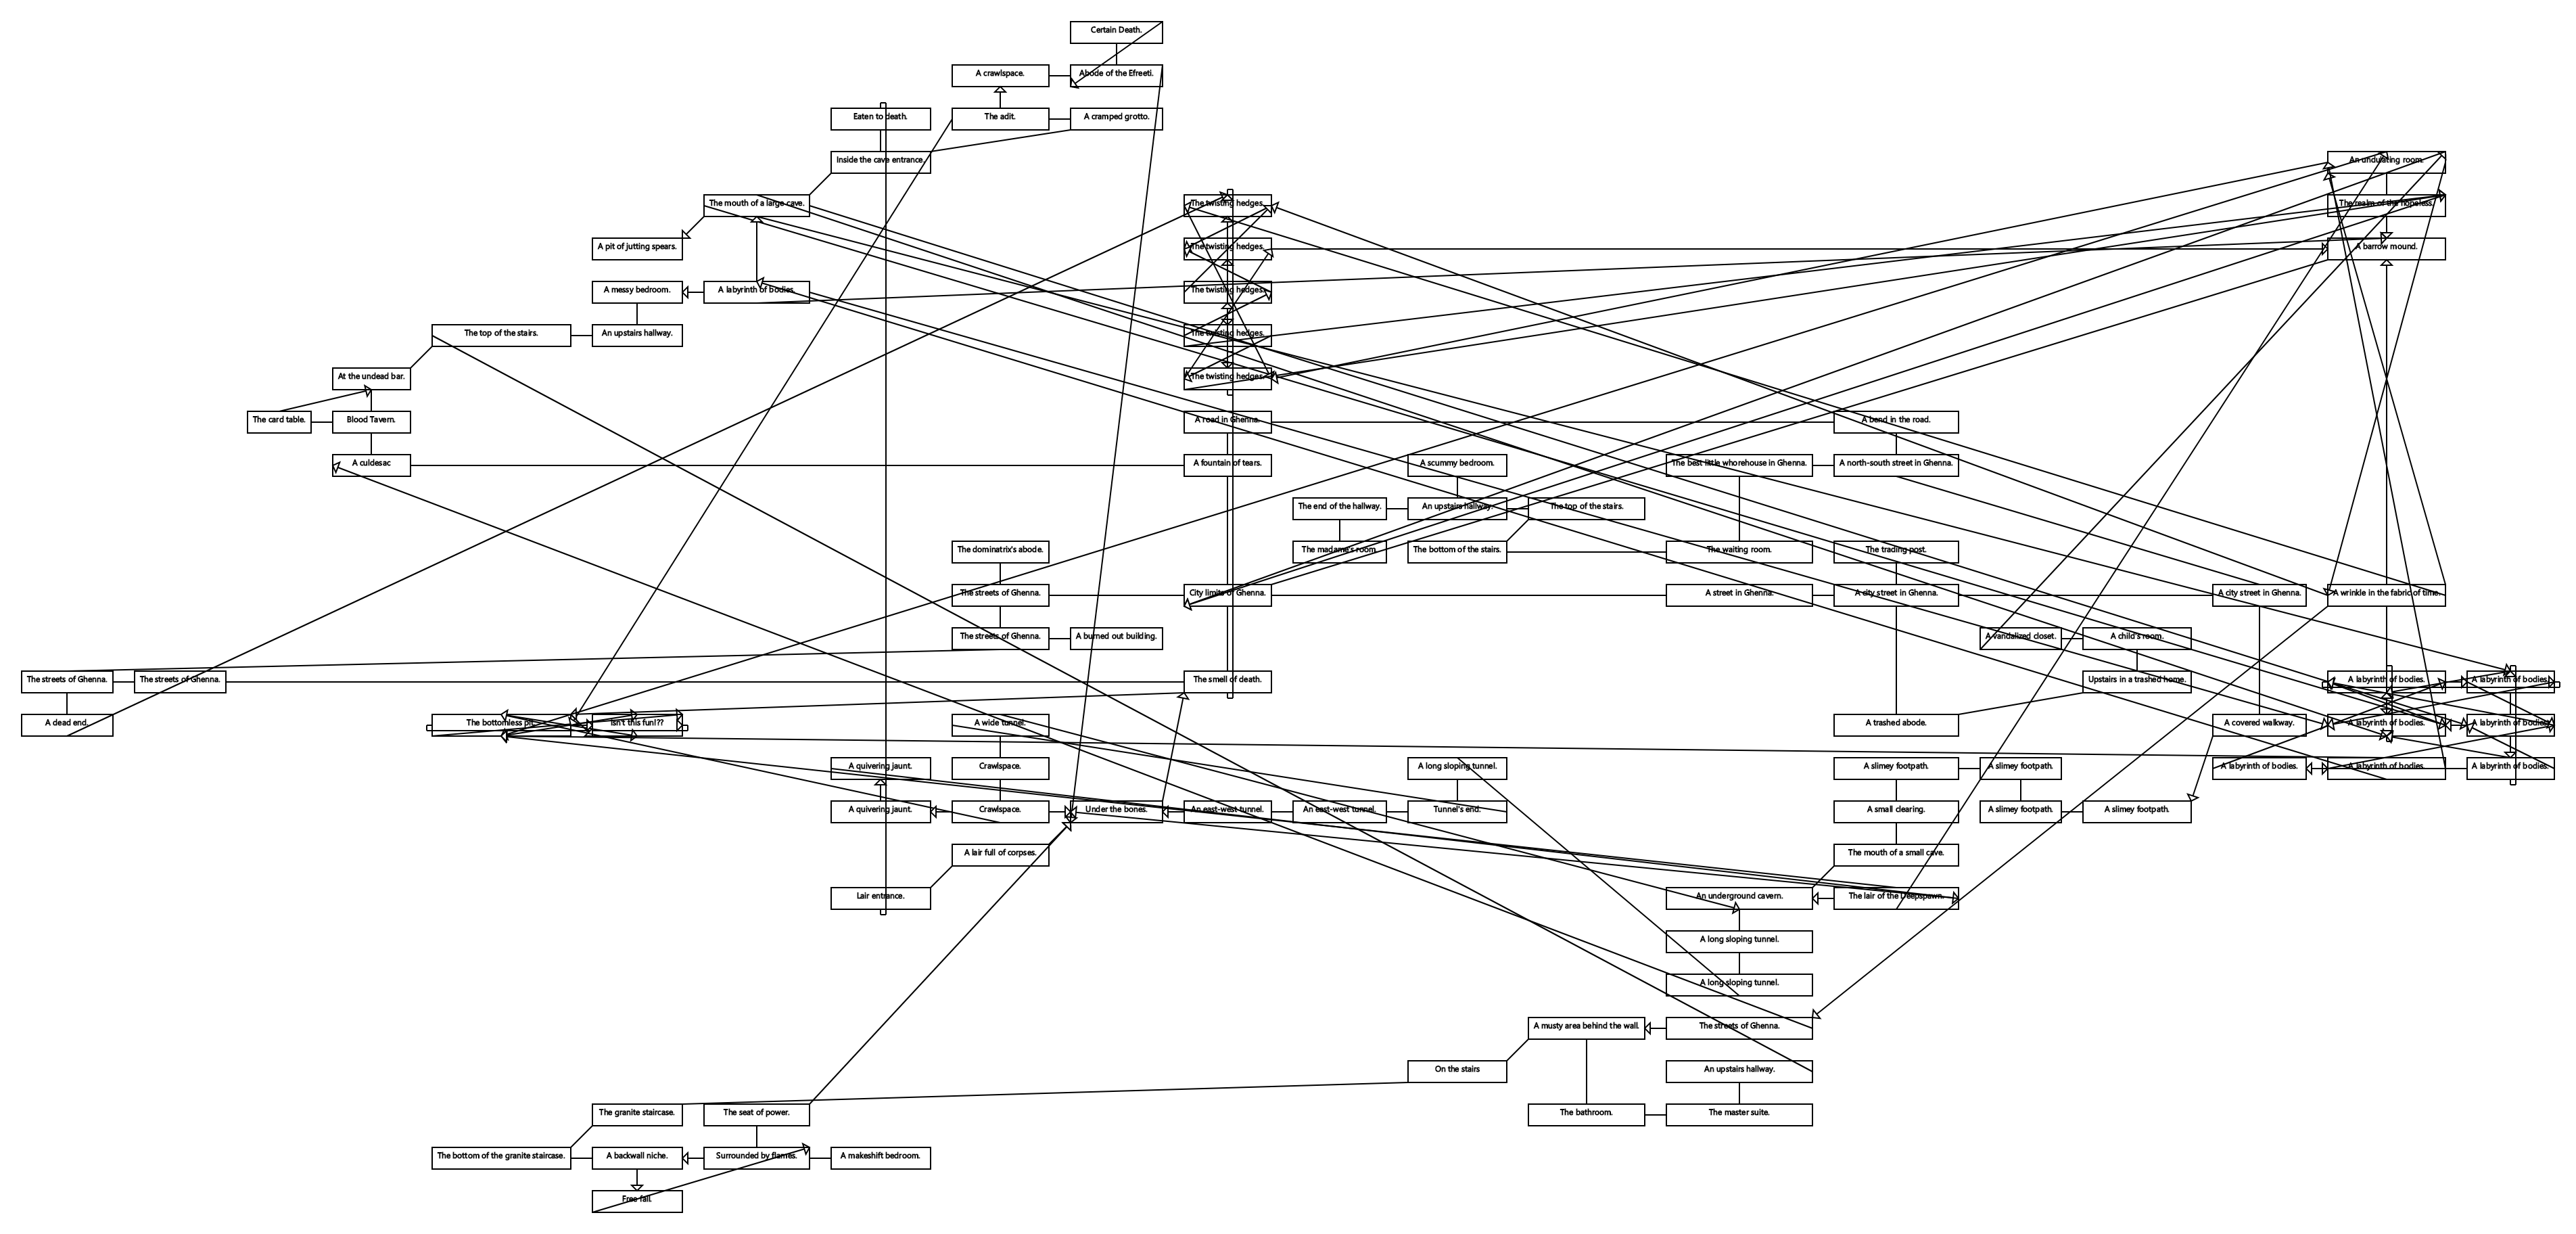 Certain Death.
A crawlspace.
Abode of the Efreeti.
Eaten to death.
The adit.
A cramped grotto.
Inside the cave entrance.
An undulating room.
The mouth of a large cave.
The twisting hedges.
The realm of the hopeless.
A pit of jutting spears.
The twisting hedges.
A barrow mound.
A messy bedroom.
A labyrinth of bodies.
The twisting hedges.
The top of the stairs.
An upstairs hallway.
The twisting hedges.
At the undead bar.
The twisting hedges.
The card table.
Blood Tavern.
A road in Ghenna.
A bend in the road.
A culdesac
A fountain of tears.
A scummy bedroom.
The best little whorehouse in Ghenna.
A north-south street in Ghenna.
The end of the hallway.
An upstairs hallway.
The top of the stairs.
The dominatrix's abode.
The madame's room.
The bottom of the stairs.
The waiting room.
The trading post.
The streets of Ghenna.
City limits of Ghenna.
A street in Ghenna.
A city street in Ghenna.
A city street in Ghenna.
A wrinkle in the fabric of time.
The streets of Ghenna.
A burned out building.
A vandalized closet.
A child's room.
The streets of Ghenna.
The streets of Ghenna.
The smell of death.
Upstairs in a trashed home.
A labyrinth of bodies.
A labyrinth of bodies.
A dead end.
The bottomless pit.
Isn't this fun!??
A wide tunnel.
A trashed abode.
A covered walkway.
A labyrinth of bodies.
A labyrinth of bodies.
A quivering jaunt.
Crawlspace.
A long sloping tunnel.
A slimey footpath.
A slimey footpath.
A labyrinth of bodies.
A labyrinth of bodies.
A labyrinth of bodies.
A quivering jaunt.
Crawlspace.
Under the bones.
An east-west tunnel.
An east-west tunnel.
Tunnel's end.
A small clearing.
A slimey footpath.
A slimey footpath.
A lair full of corpses.
The mouth of a small cave.
Lair entrance.
An underground cavern.
The lair of the Deepspawn.
A long sloping tunnel.
A long sloping tunnel.
A musty area behind the wall.
The streets of Ghenna.
On the stairs
An upstairs hallway.
The granite staircase.
The seat of power.
The bathroom.
The master suite.
The bottom of the granite staircase.
A backwall niche.
Surrounded by flames.
A makeshift bedroom.
Free fall.